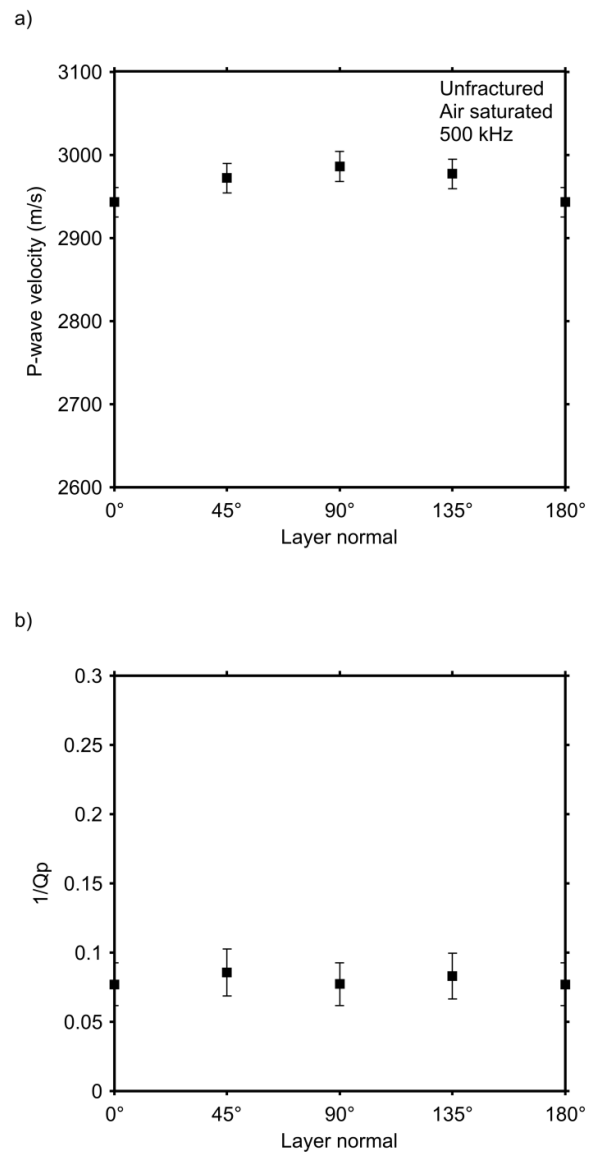 a)
3100
Unfractured
Air saturated
500 kHz
3000
2900
P-wave velocity (m/s)
2800
2700
2600
0° 45° 90° 135° 180°
Layer normal
b)
0.3
0.25
0.2
0.15
1/Qp
0.1
0.05
0
0° 45° 90° 135° 180°
Layer normal